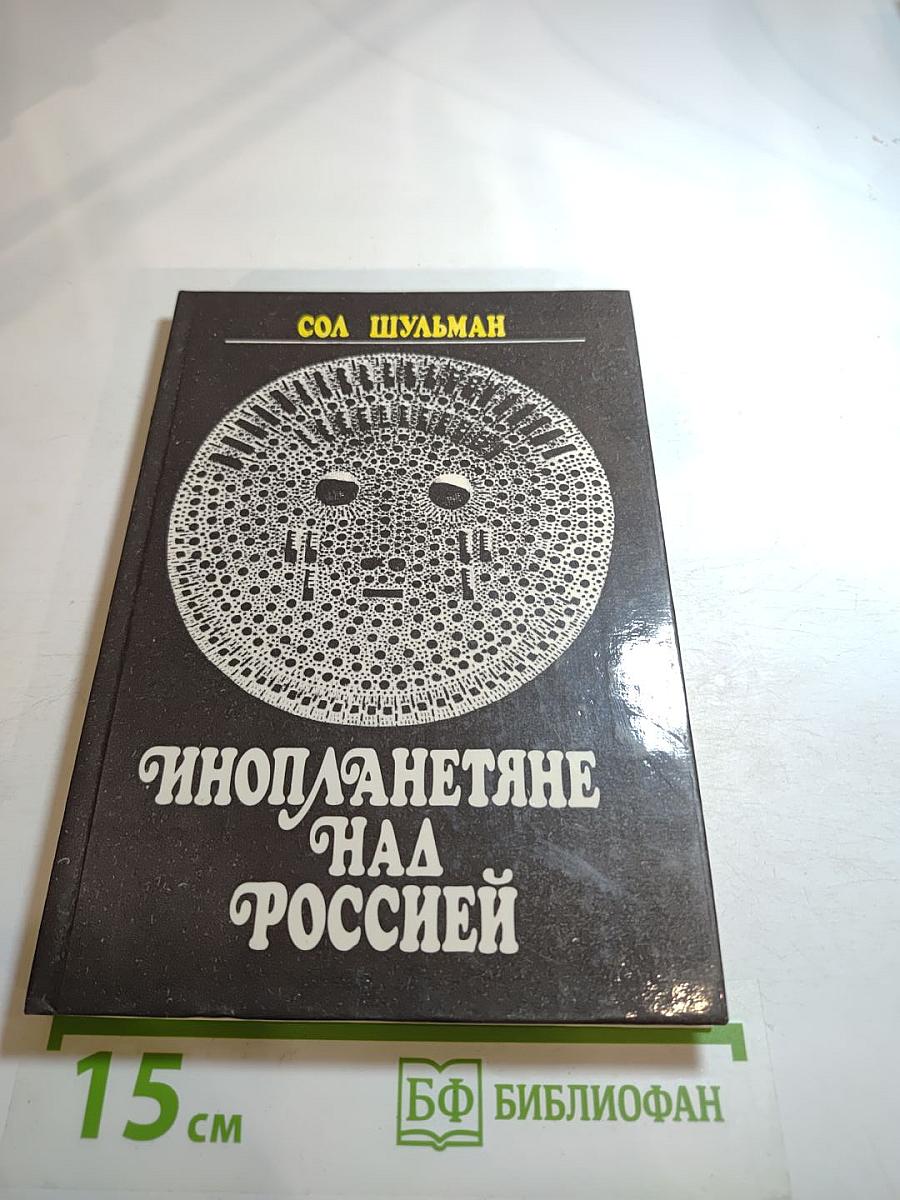 СОЛ ШУЛЬМАН
ИНОПЛАНЕТЯНЕ
НАД
РОССИЕЙ
15 см
БФ БИБЛИОФАН